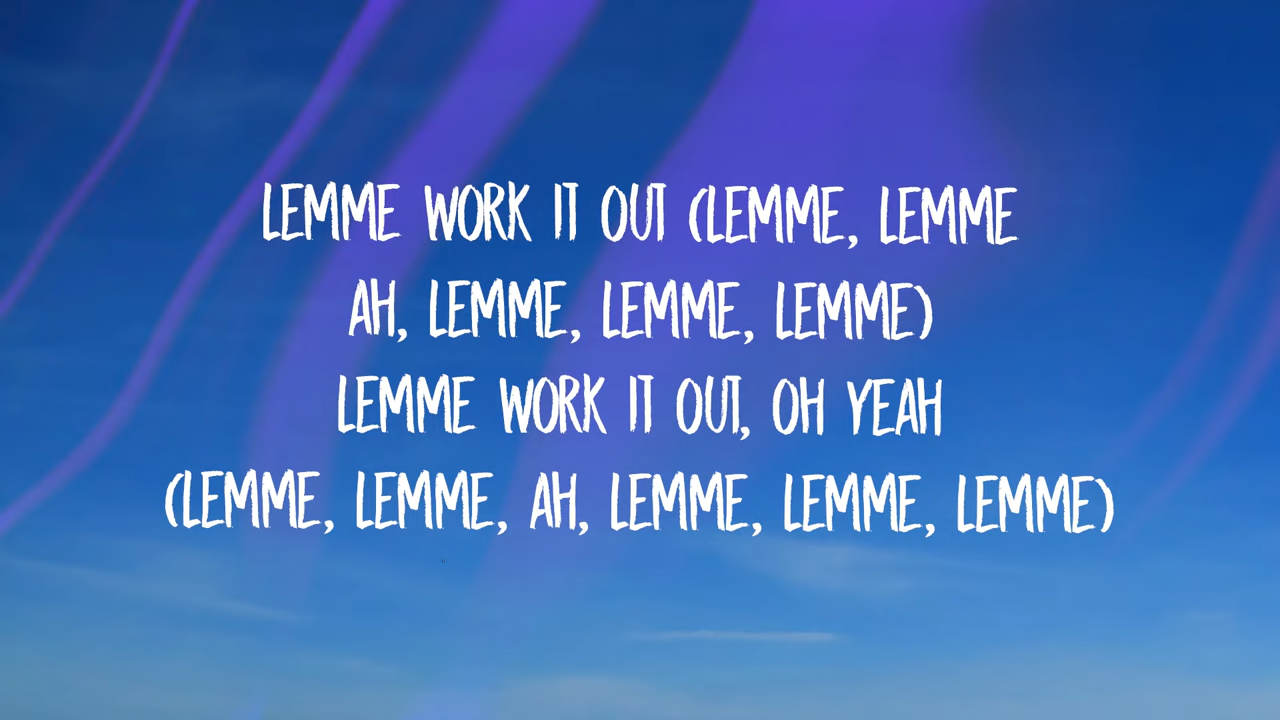 LEMME WORK IT OUT (LEMME, LEMME
AH, LEMME, LEMME, LEMME)
LEMME WORK IT OUT, OH YEAH
(LEMME, LEMME, AH, LEMME, LEMME, LEMME)